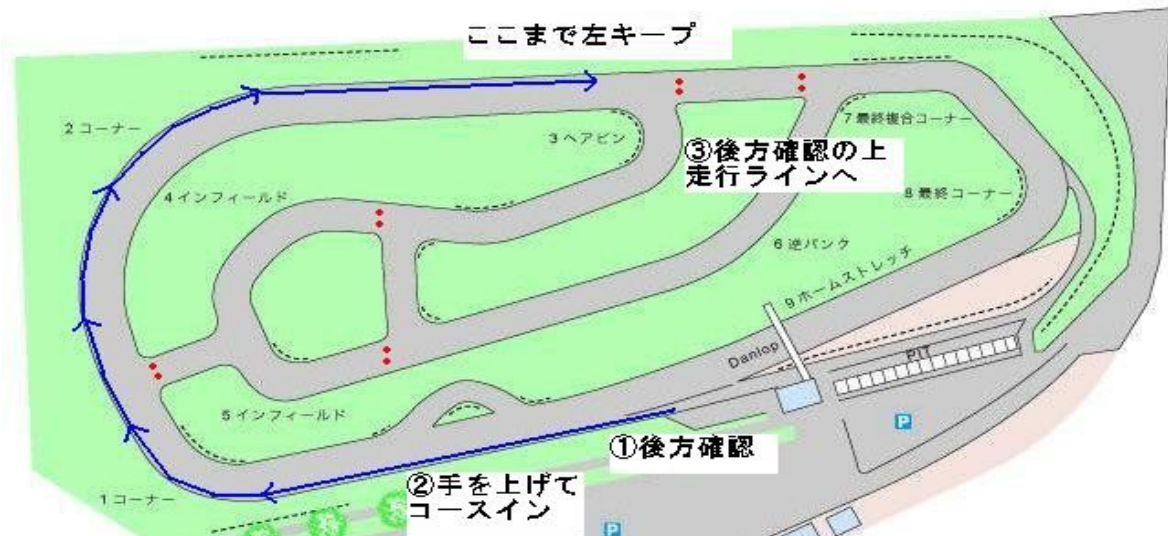 ここまで左キープ
2 コーナー
3 ヘアピン
7 最終複合コーナー
③後方確認の上
走行ラインへ
4 インフィールド
8 最終コーナー
6 逆バンク
9 ホームストレッチ
Danlop
PIT
5 インフィールド
P
①後方確認
②手を上げて
コースイン
1 コーナー
P